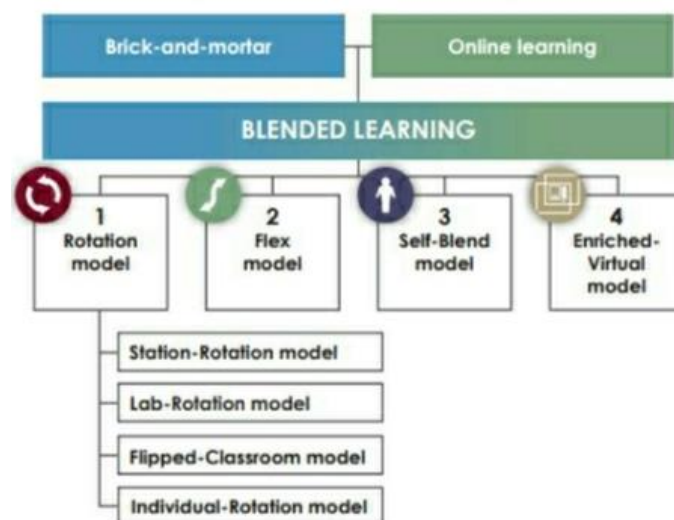 Brick-and-mortar
Online learning
BLENDED LEARNING
1
Rotation
model
2
Flex
model
3
Self-Blend
model
4
Enriched-
Virtual
model
Station-Rotation model
Lab-Rotation model
Flipped-Classroom model
Individual-Rotation model